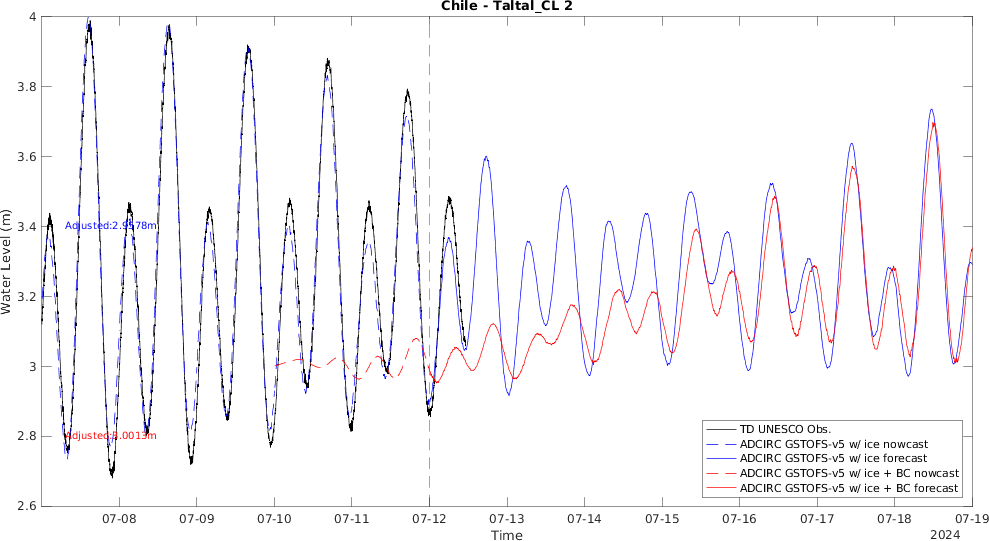 Chile - Taltal_CL 2
4
3.8
3.6
3.4
3.2
3
2.8
2.6
Water Level (m)
Adjusted:2.9578m
Adjusted:3.0013m
TD UNESCO Obs.
ADCIRC GSTOFS-v5 w/ ice nowcast
ADCIRC GSTOFS-v5 w/ ice forecast
ADCIRC GSTOFS-v5 w/ ice + BC nowcast
ADCIRC GSTOFS-v5 w/ ice + BC forecast
07-08 07-09 07-10 07-11 07-12 07-13 07-14 07-15 07-16 07-17 07-18 07-19
Time
2024